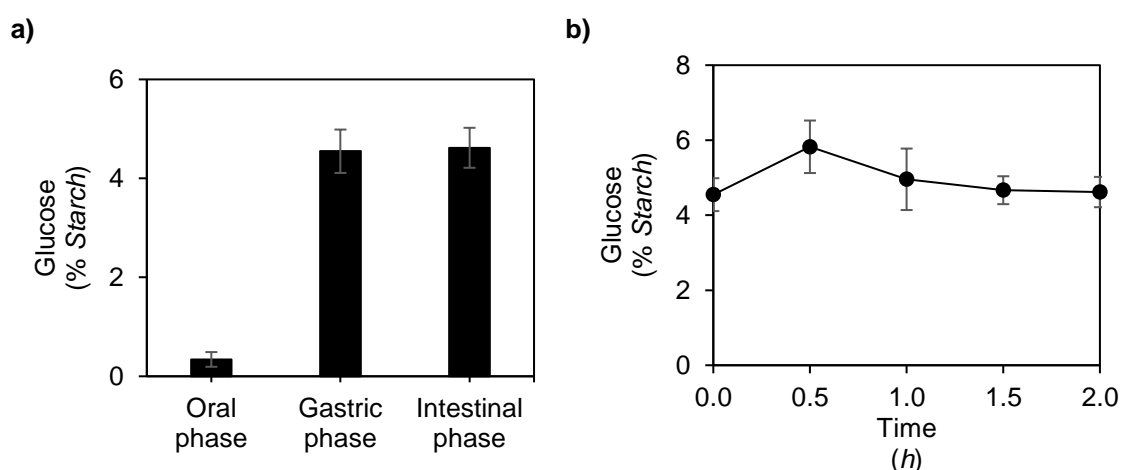 a)
Glucose
(% Starch)
6
4
2
0
Oral
phase
Gastric
phase
Intestinal
phase
b)
Glucose
(% Starch)
8
6
4
2
0
0.0 0.5 1.0 1.5 2.0
Time
(h)